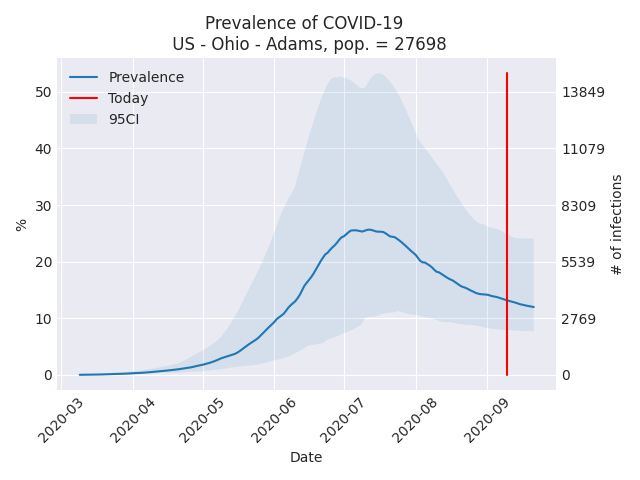 Prevalence of COVID-19
US - Ohio - Adams, pop. = 27698
Prevalence
Today
95CI
%
50
40
30
20
10
0
13849
11079
8309
5539
2769
0
# of infections
2020-03
2020-04
2020-05
2020-06
2020-07
2020-08
2020-09
Date